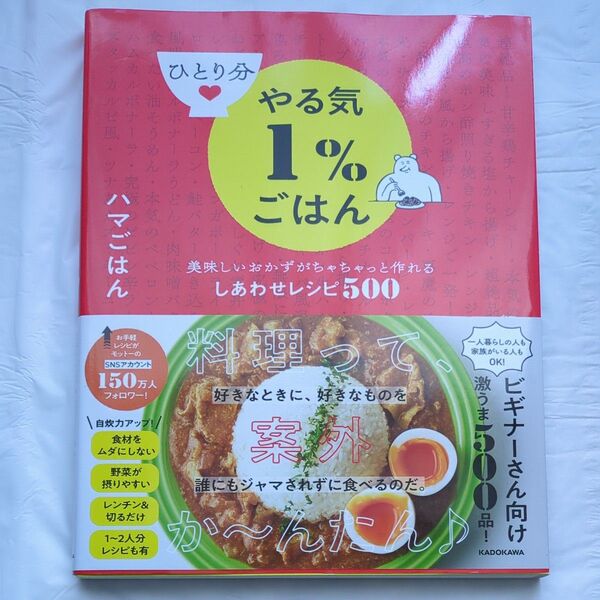 ひとり分
やる気
1%
ごはん
ハマごはん
美味しいおかずがちゃちゃっと作れる
しあわせレシピ500
料理って、
好きなときに、好きなものを
案外
誰にもジャマされずに食べるのだ。
か〜んたん♪
お手軽
レシピが
モットーの
SNSアカウント
150万人
フォロワー!
自炊力アップ!
食材を
ムダにしない
野菜が
摂りやすい
レンチン&
切るだけ
1~2人分
レシピも有
一人暮らしの人も
家族がいる人も
OK!
ビギナーさん向け
激うま500品!
KADOKAWA